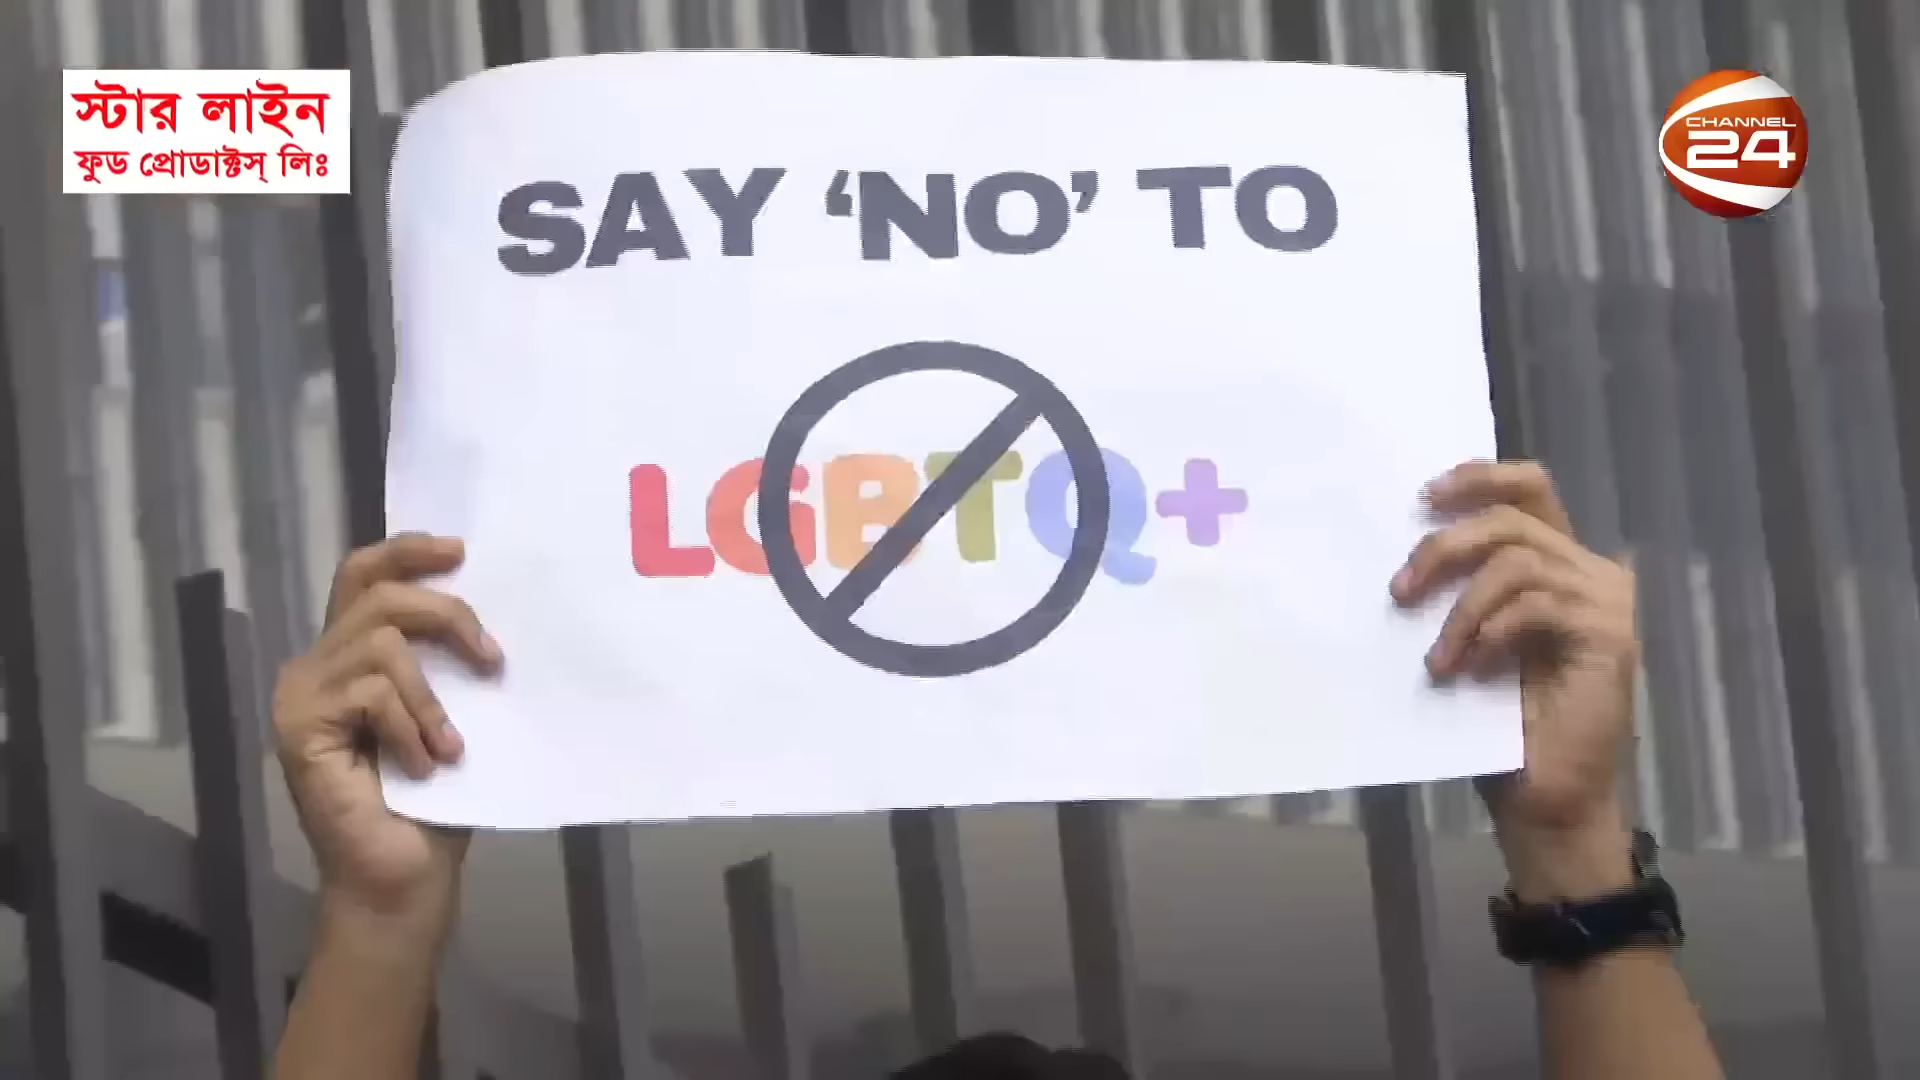 স্টার লাইন
ফুড প্রোডাক্টস্ লিঃ
CHANNEL
24
SAY ‘NO’ TO
LGBTQ+